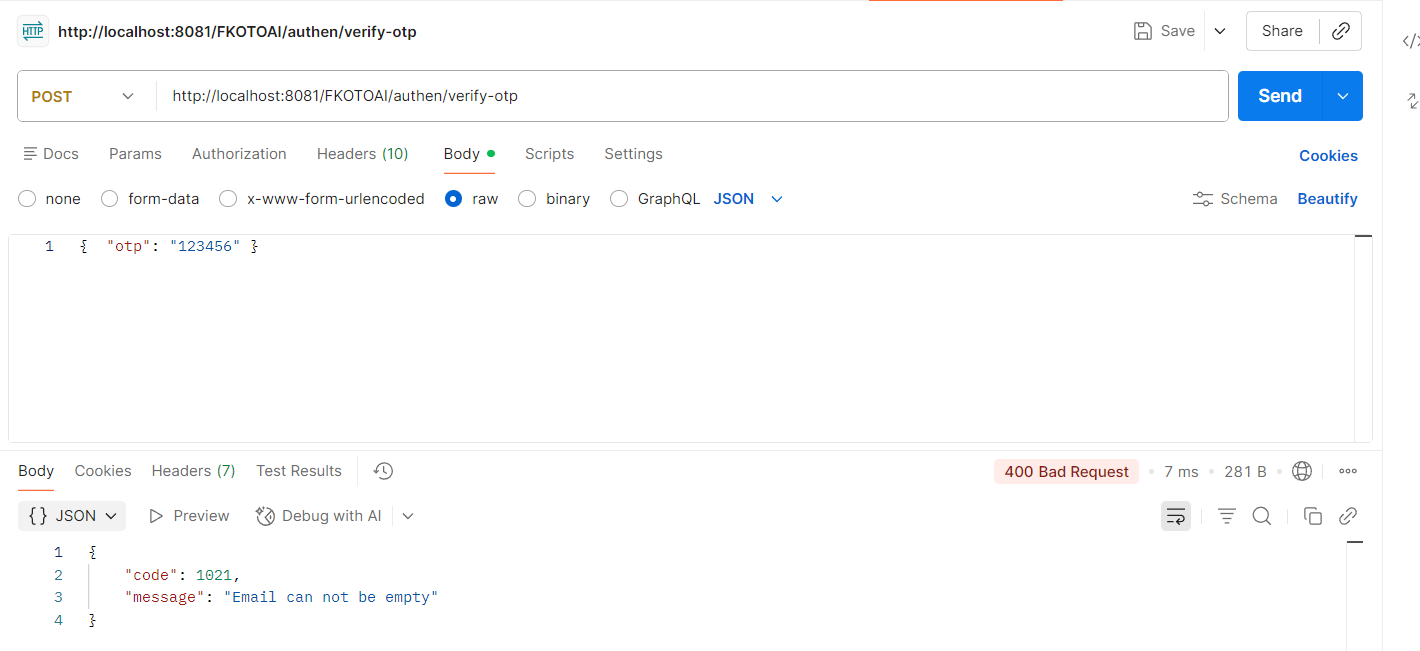 HTTP http://localhost:8081/FKOTOAI/authen/verify-otp Save Share </>
POST http://localhost:8081/FKOTOAI/authen/verify-otp Send
Docs Params Authorization Headers (10) Body Scripts Settings Cookies
none form-data x-www-form-urlencoded raw binary GraphQL JSON Schema Beautify
1 { "otp": "123456" }
Body Cookies Headers (7) Test Results 400 Bad Request 7 ms 281 B
{} JSON Preview Debug with AI
1 {
2 "code": 1021,
3 "message": "Email can not be empty"
4 }